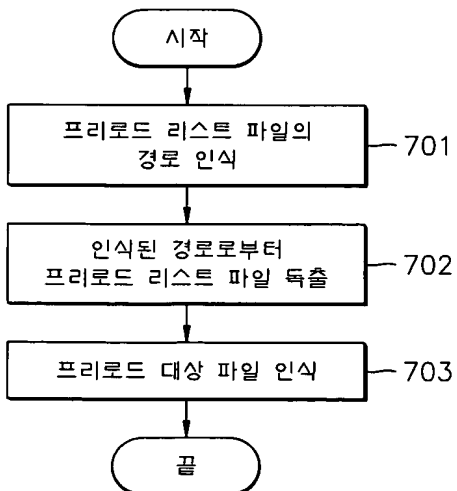 시작
프리로드 리스트 파일의
경로 인식
701
인식된 경로로부터
프리로드 리스트 파일 독출
702
프리로드 대상 파일 인식
703
끝